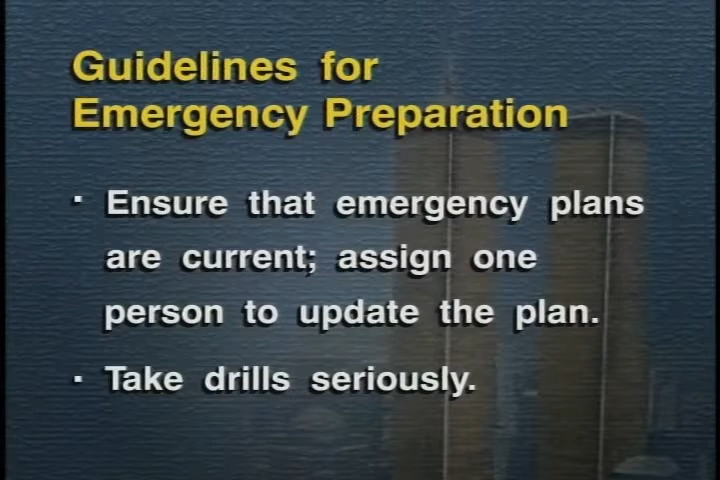 Guidelines for
Emergency Preparation
· Ensure that emergency plans
are current; assign one
person to update the plan.
· Take drills seriously.